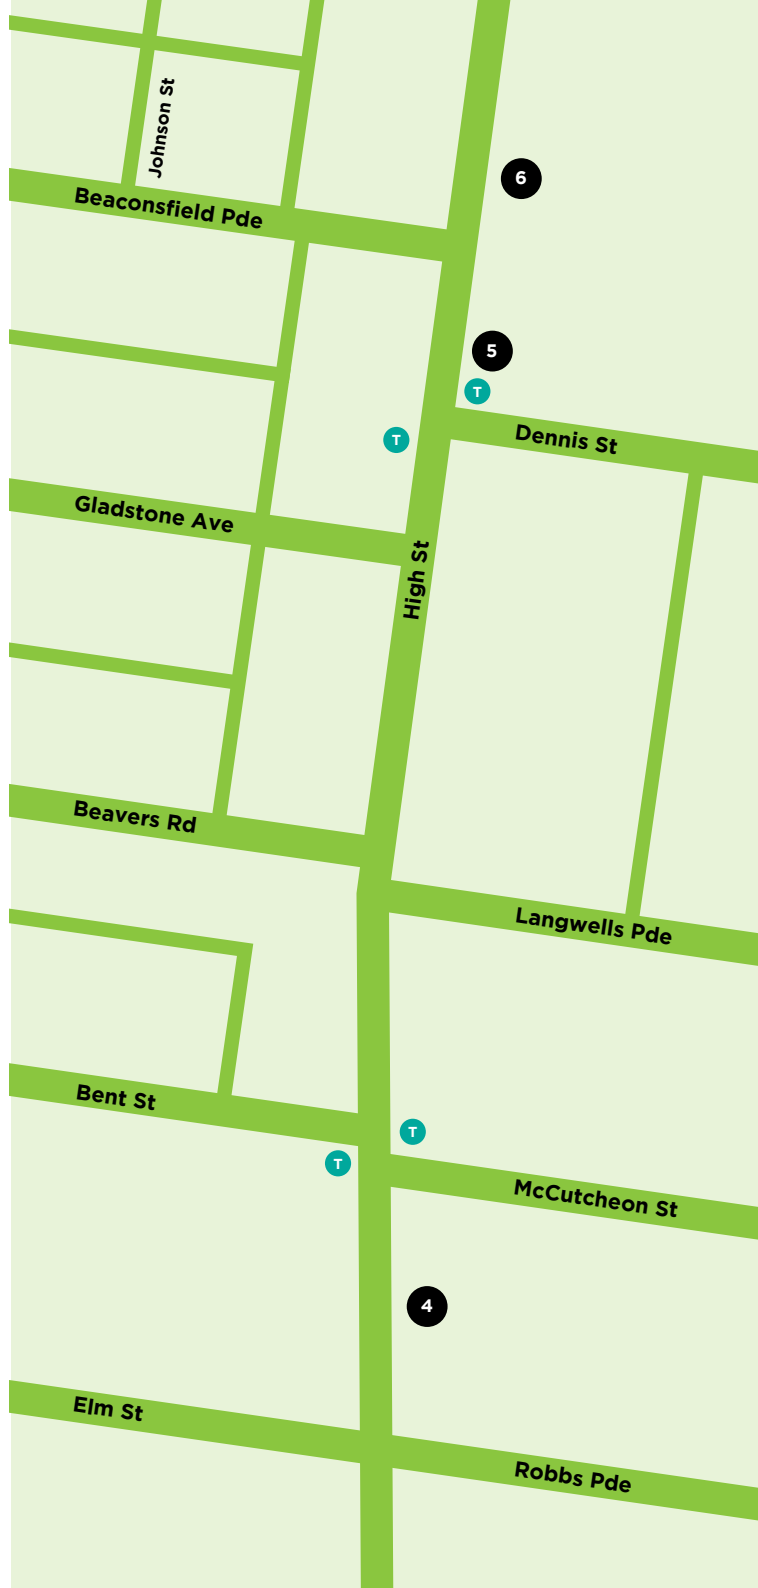 Johnson St
6
Beaconsfield Pde
5
T
T
Dennis St
Gladstone Ave
High St
Beavers Rd
Langwells Pde
Bent St
T
T
McCutcheon St
4
Elm St
Robbs Pde